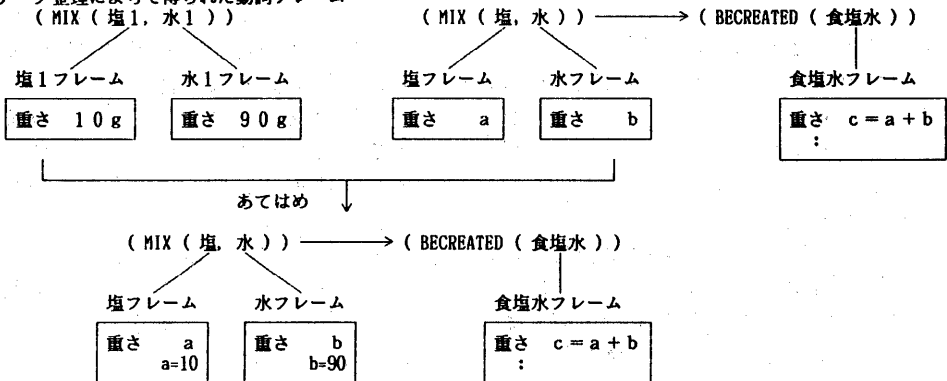 整理によって得られた動詞フレーム
( MIX ( 塩1, 水1 ) )
( MIX ( 塩, 水 ) ) → ( BECREATED ( 食塩水 ) )
塩1フレーム 水1フレーム 塩フレーム 水フレーム 食塩水フレーム
重さ 10g 重さ 90g 重さ a 重さ b 重さ c=a+b
:
あてはめ
( MIX ( 塩, 水 ) ) → ( BECREATED ( 食塩水 ) )
塩フレーム 水フレーム 食塩水フレーム
重さ a 重さ b 重さ c=a+b
a=10 b=90 :